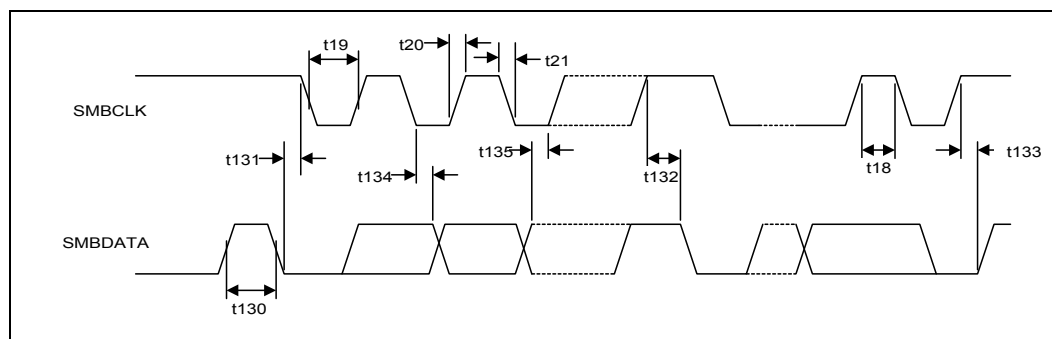 t19
t20
t21
SMBCLK
t131
t135
t133
t134
t132
t18
SMBDATA
t130